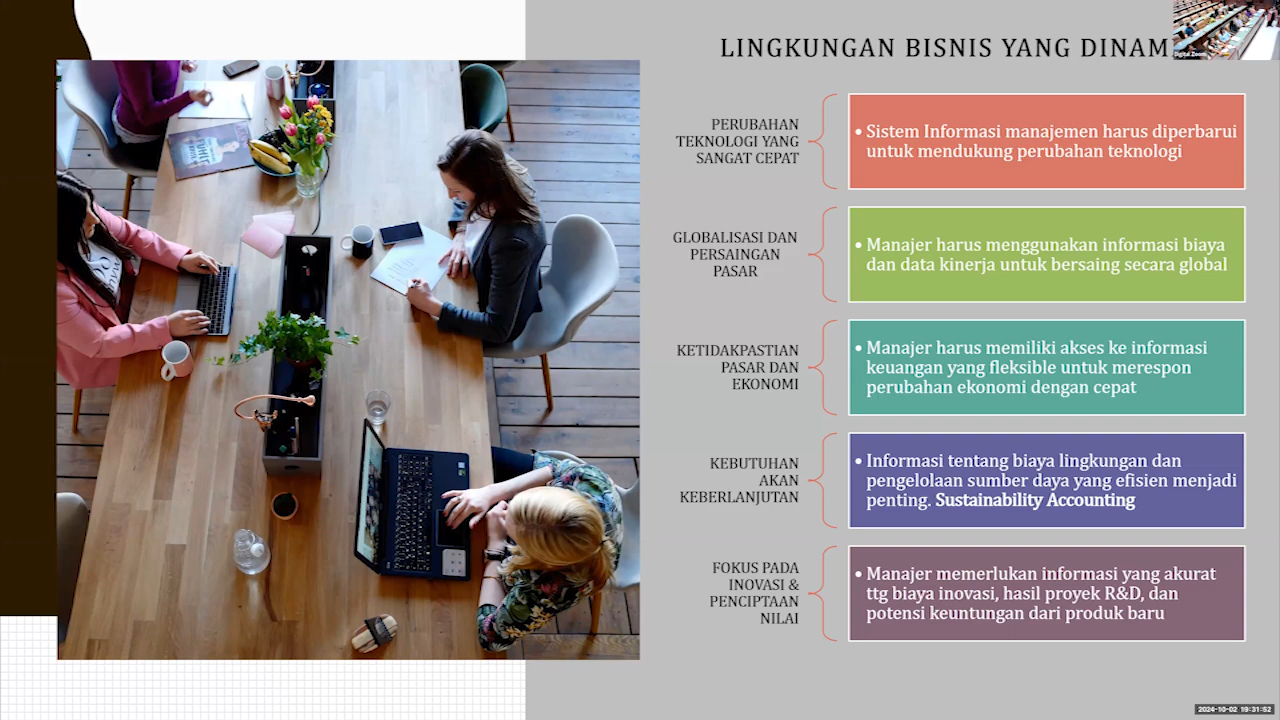 LINGKUNGAN BISNIS YANG DINAM
PERUBAHAN
TEKNOLOGI YANG
SANGAT CEPAT
• Sistem Informasi manajemen harus diperbarui
untuk mendukung perubahan teknologi
GLOBALISASI DAN
PERSAINGAN
PASAR
• Manajer harus menggunakan informasi biaya
dan data kinerja untuk bersaing secara global
KETIDAKPASTIAN
PASAR DAN
EKONOMI
• Manajer harus memiliki akses ke informasi
keuangan yang fleksible untuk merespon
perubahan ekonomi dengan cepat
KEBUTUHAN
AKAN
KEBERLANJUTAN
• Informasi tentang biaya lingkungan dan
pengelolaan sumber daya yang efisien menjadi
penting. Sustainability Accounting
FOKUS PADA
INOVASI &
PENCIPTAAN
NILAI
• Manajer memerlukan informasi yang akurat
ttg biaya inovasi, hasil proyek R&D, dan
potensi keuntungan dari produk baru
2024-10-02 19:31:52